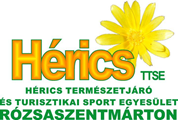 Hérics
TTSE
HÉRICS TERMÉSZETJÁRÓ
ÉS TURISZTIKAI SPORT EGYESÜLET
RÓZSASZENTMÁRTON